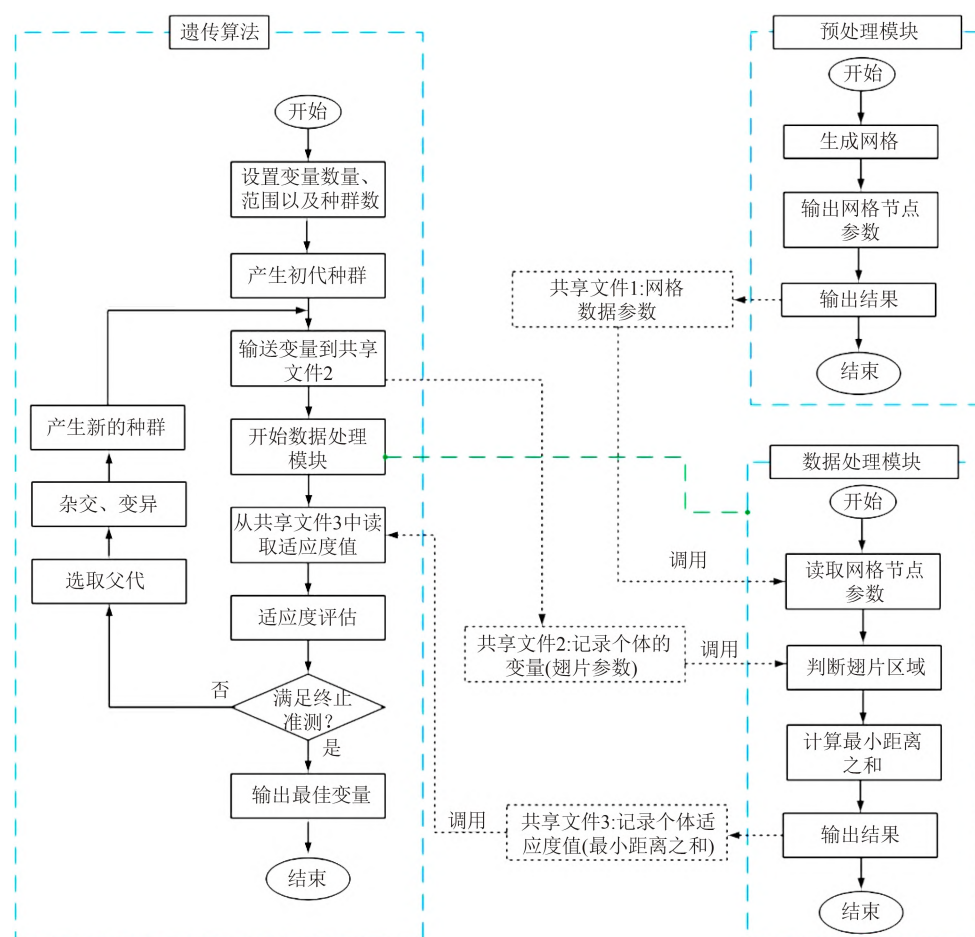 遗传算法
开始
设置变量数量、
范围以及种群数
产生初代种群
输送变量到共享
文件2
产生新的种群
开始数据处理
模块
杂交、变异
从共享文件3中读
取适应度值
选取父代
适应度评估
否
满足终止
准测?
是
输出最佳变量
结束
共享文件1:网格
数据参数
调用
共享文件2:记录个体的
变量(翅片参数)
调用
调用
共享文件3:记录个体适
应度值(最小距离之和)
预处理模块
开始
生成网格
输出网格节点
参数
输出结果
结束
数据处理模块
开始
读取网格节点
参数
判断翅片区域
计算最小距离
之和
输出结果
结束